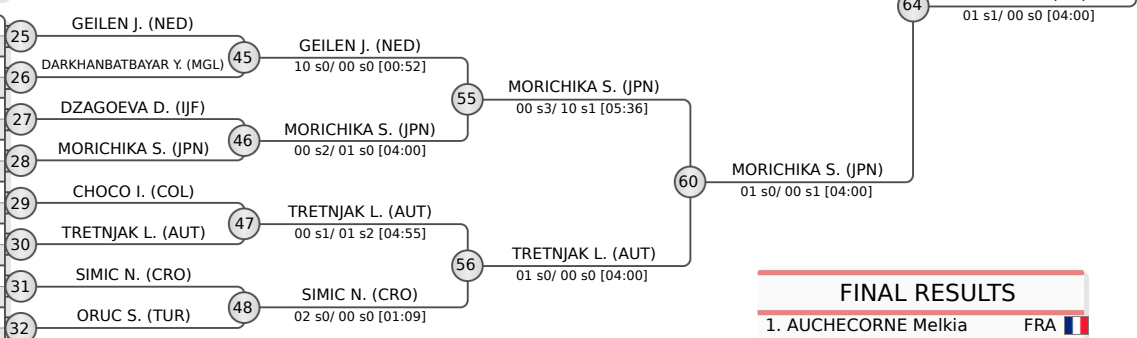 64
01 s1/ 00 s0 [04:00]
25
GEILEN J. (NED)
26
DARKHANBATBAYAR Y. (MGL)
45
GEILEN J. (NED)
10 s0/ 00 s0 [00:52]
27
DZAGOEVA D. (IJF)
28
MORICHIKA S. (JPN)
46
MORICHIKA S. (JPN)
00 s2/ 01 s0 [04:00]
55
MORICHIKA S. (JPN)
00 s3/ 10 s1 [05:36]
29
CHOCO I. (COL)
30
TRETNJAK L. (AUT)
47
TRETNJAK L. (AUT)
00 s1/ 01 s2 [04:55]
31
SIMIC N. (CRO)
32
ORUC S. (TUR)
48
SIMIC N. (CRO)
02 s0/ 00 s0 [01:09]
56
TRETNJAK L. (AUT)
01 s0/ 00 s0 [04:00]
60
MORICHIKA S. (JPN)
01 s0/ 00 s1 [04:00]
FINAL RESULTS
1. AUCHECORNE Melkia FRA